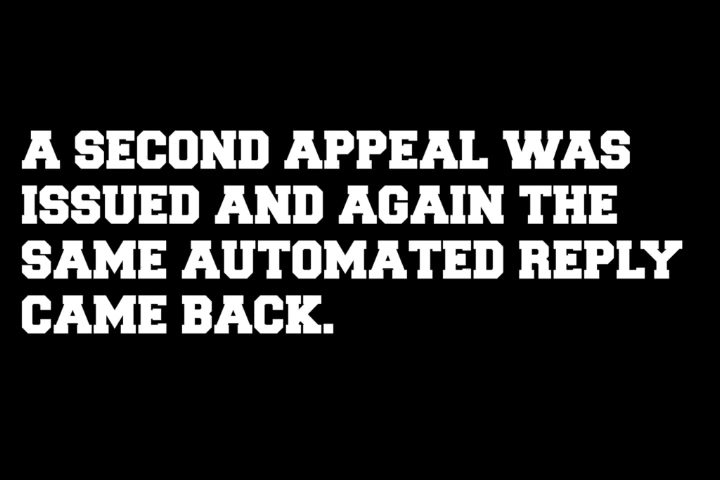 A SECOND APPEAL WAS
ISSUED AND AGAIN THE
SAME AUTOMATED REPLY
CAME BACK.